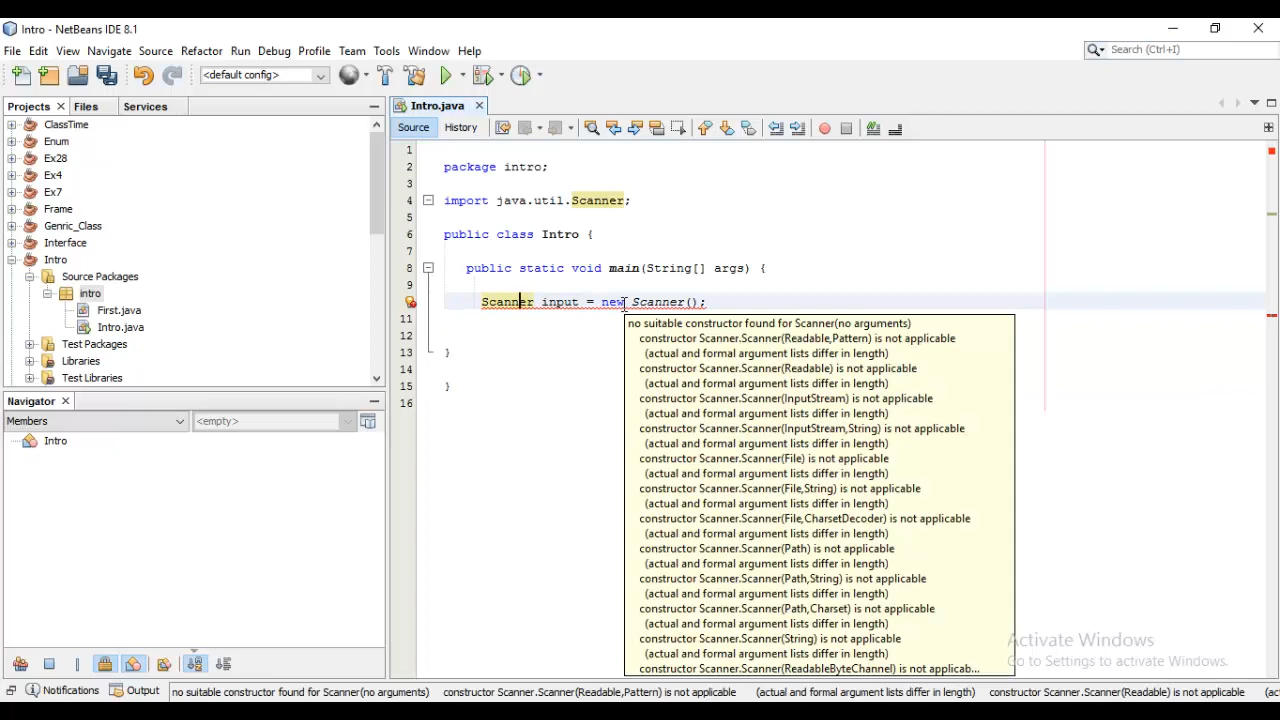 Intro - NetBeans IDE 8.1
File Edit View Navigate Source Refactor Run Debug Profile Team Tools Window Help
Search (Ctrl+I)
<default config>
Projects Files Services
ClassTime
Enum
Ex28
Ex4
Ex7
Frame
Genric_Class
Interface
Intro
Source Packages
intro
First.java
Intro.java
Test Packages
Libraries
Test Libraries
Navigator
Members <empty>
Intro
Intro.java
Source History
1
2 package intro;
3
4 import java.util.Scanner;
5
6 public class Intro {
7
8 public static void main(String[] args) {
9
Scanner input = new Scanner();
11
12
13 }
14
15 }
16
no suitable constructor found for Scanner(no arguments)
constructor Scanner.Scanner(Readable,Pattern) is not applicable
(actual and formal argument lists differ in length)
constructor Scanner.Scanner(Readable) is not applicable
(actual and formal argument lists differ in length)
constructor Scanner.Scanner(InputStream) is not applicable
(actual and formal argument lists differ in length)
constructor Scanner.Scanner(InputStream,String) is not applicable
(actual and formal argument lists differ in length)
constructor Scanner.Scanner(File) is not applicable
(actual and formal argument lists differ in length)
constructor Scanner.Scanner(File,String) is not applicable
(actual and formal argument lists differ in length)
constructor Scanner.Scanner(File,CharsetDecoder) is not applicable
(actual and formal argument lists differ in length)
constructor Scanner.Scanner(Path) is not applicable
(actual and formal argument lists differ in length)
constructor Scanner.Scanner(Path,String) is not applicable
(actual and formal argument lists differ in length)
constructor Scanner.Scanner(Path,Charset) is not applicable
(actual and formal argument lists differ in length)
constructor Scanner.Scanner(String) is not applicable
(actual and formal argument lists differ in length)
constructor Scanner.Scanner(ReadableByteChannel) is not applicab...
Activate Windows
Go to Settings to activate Windows.
Notifications Output no suitable constructor found for Scanner(no arguments) constructor Scanner.Scanner(Readable,Pattern) is not applicable (actual and formal argument lists differ in length) constructor Scanner.Scanner(Readable) is not applicable (ac